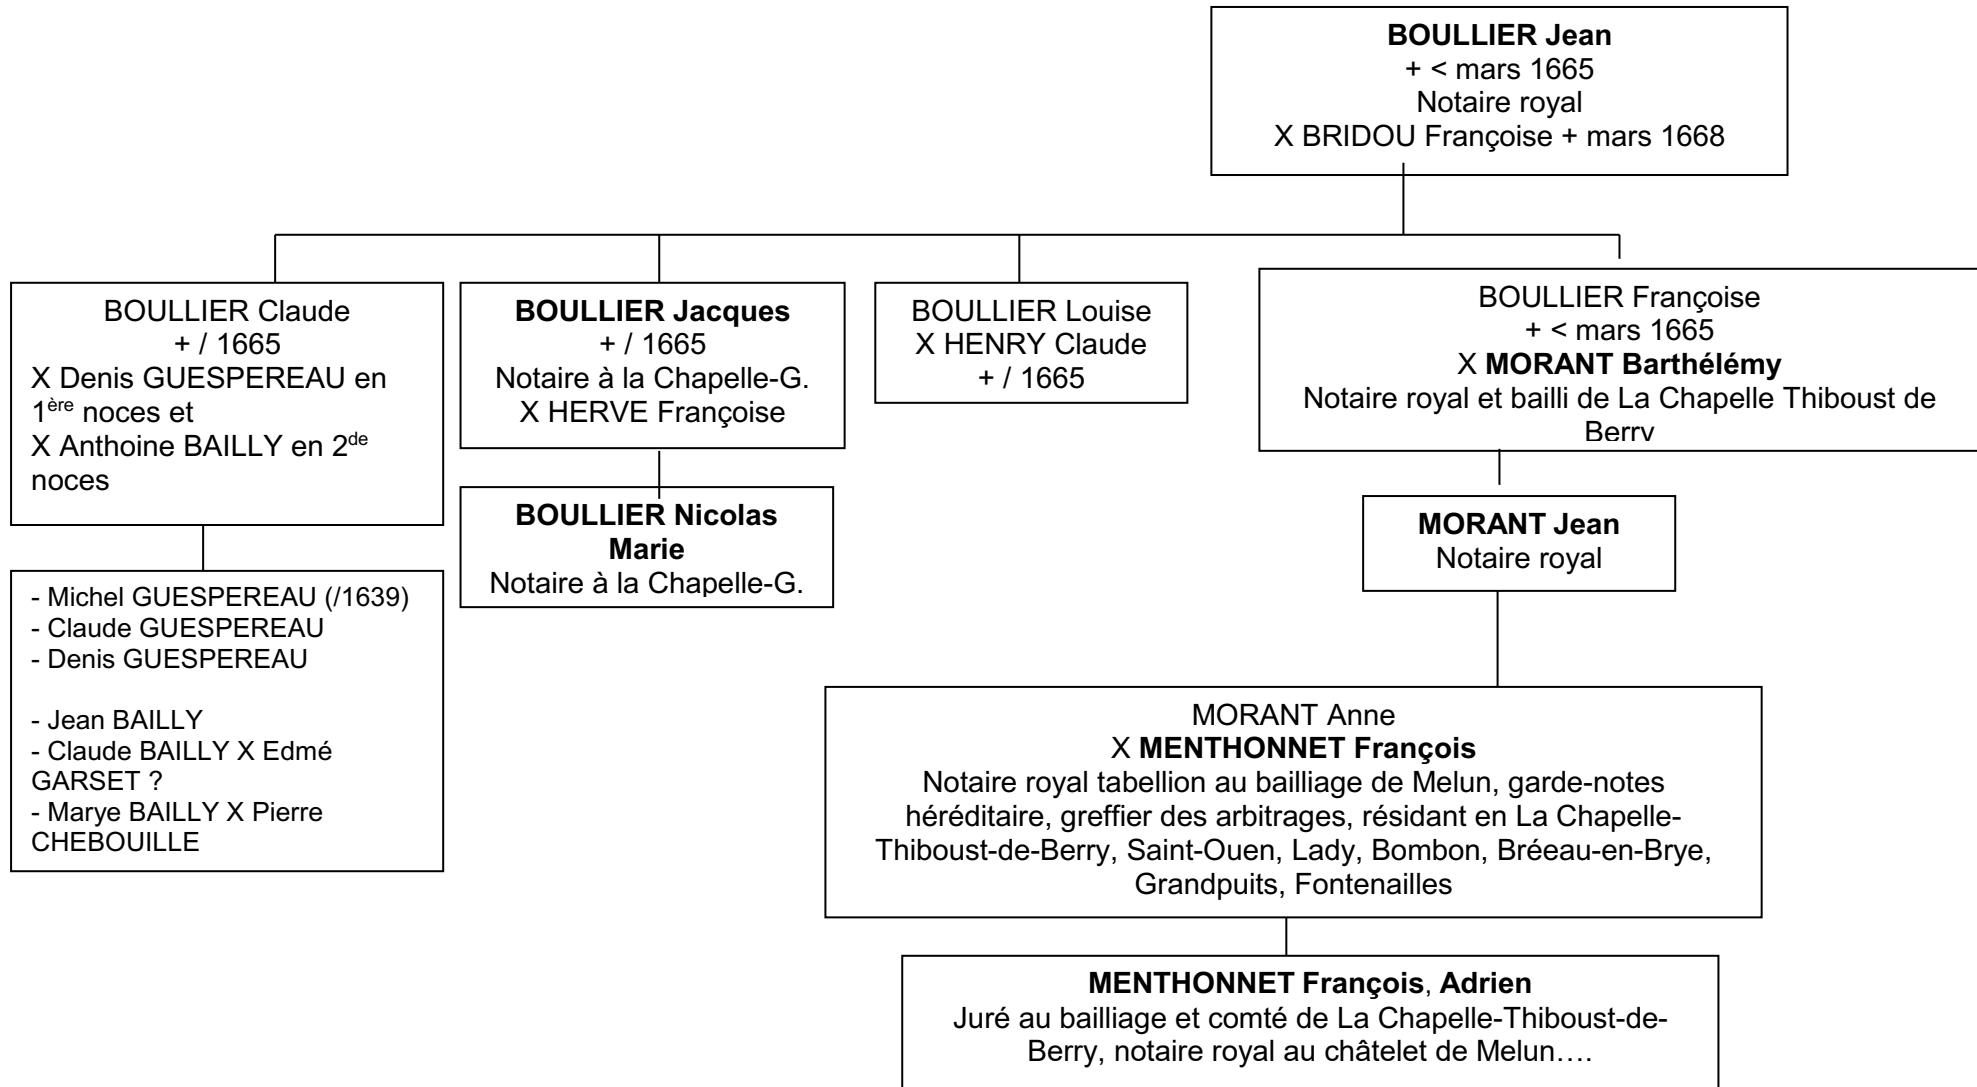 BOULLIER Jean
+ < mars 1665
Notaire royal
X BRIDOU Françoise + mars 1668
BOULLIER Claude
+ / 1665
X Denis GUESPEREAU en
1ère noces et
X Anthoine BAILLY en 2de
noces
BOULLIER Jacques
+ / 1665
Notaire à la Chapelle-G.
X HERVE Françoise
BOULLIER Louise
X HENRY Claude
+ / 1665
BOULLIER Françoise
+ < mars 1665
X MORANT Barthélémy
Notaire royal et bailli de La Chapelle Thiboust de
Berry
- Michel GUESPEREAU (/1639)
- Claude GUESPEREAU
- Denis GUESPEREAU
- Jean BAILLY
- Claude BAILLY X Edmé
GARSET ?
- Marye BAILLY X Pierre
CHEBOUILLE
BOULLIER Nicolas
Marie
Notaire à la Chapelle-G.
MORANT Jean
Notaire royal
MORANT Anne
X MENTHONNET François
Notaire royal tabellion au bailliage de Melun, garde-notes
héréditaire, greffier des arbitrages, résidant en La Chapelle-
Thiboust-de-Berry, Saint-Ouen, Lady, Bombon, Bréeau-en-Brye,
Grandpuits, Fontenailles
MENTHONNET François, Adrien
Juré au bailliage et comté de La Chapelle-Thiboust-de-
Berry, notaire royal au châtelet de Melun….